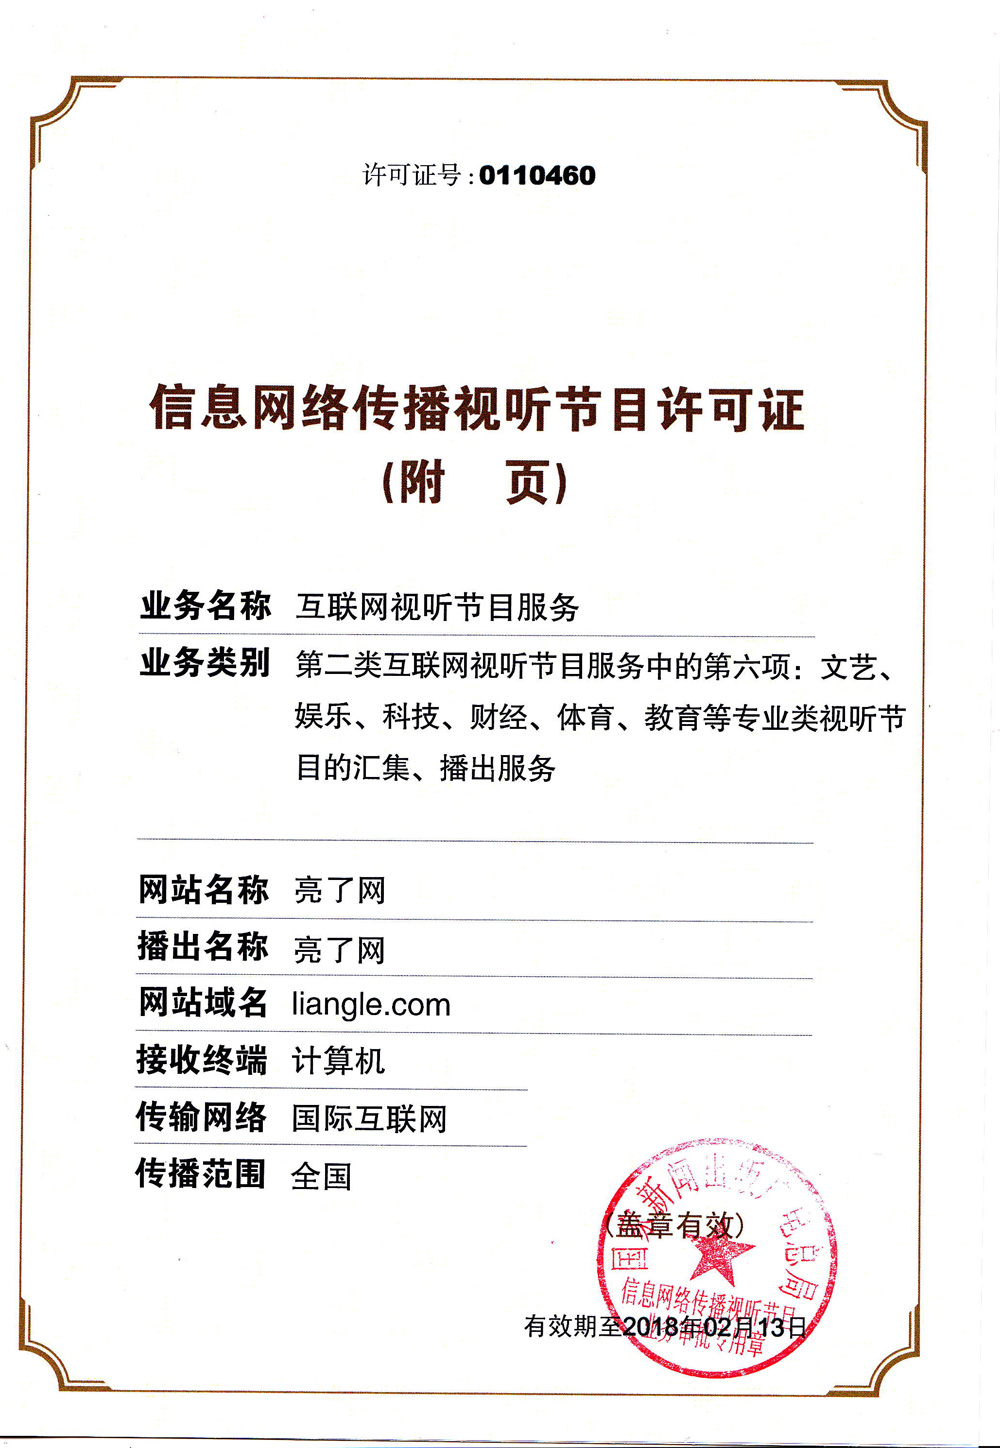 许可证号：0110460
信息网络传播视听节目许可证
(附 页)
业务名称 互联网视听节目服务
业务类别 第二类互联网视听节目服务中的第六项：文艺、
娱乐、科技、财经、体育、教育等专业类视听节
目的汇集、播出服务
网站名称 亮了网
播出名称 亮了网
网站域名 liangle.com
接收终端 计算机
传输网络 国际互联网
传播范围 全国
国家新闻出版广电总局
(盖章有效)
信息网络传播视听节目
业务审批专用章
有效期至2018年02月13日